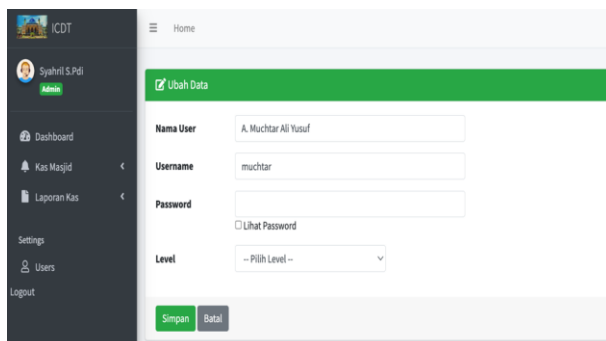 ICDT
Syahril S.Pdi
Admin
Dashboard
Kas Masjid
Laporan Kas
Settings
Users
Logout
Home
Ubah Data
Nama User
A. Muchtar Ali Yusuf
Username
muchtar
Password
Lihat Password
Level
-- Pilih Level --
Simpan
Batal